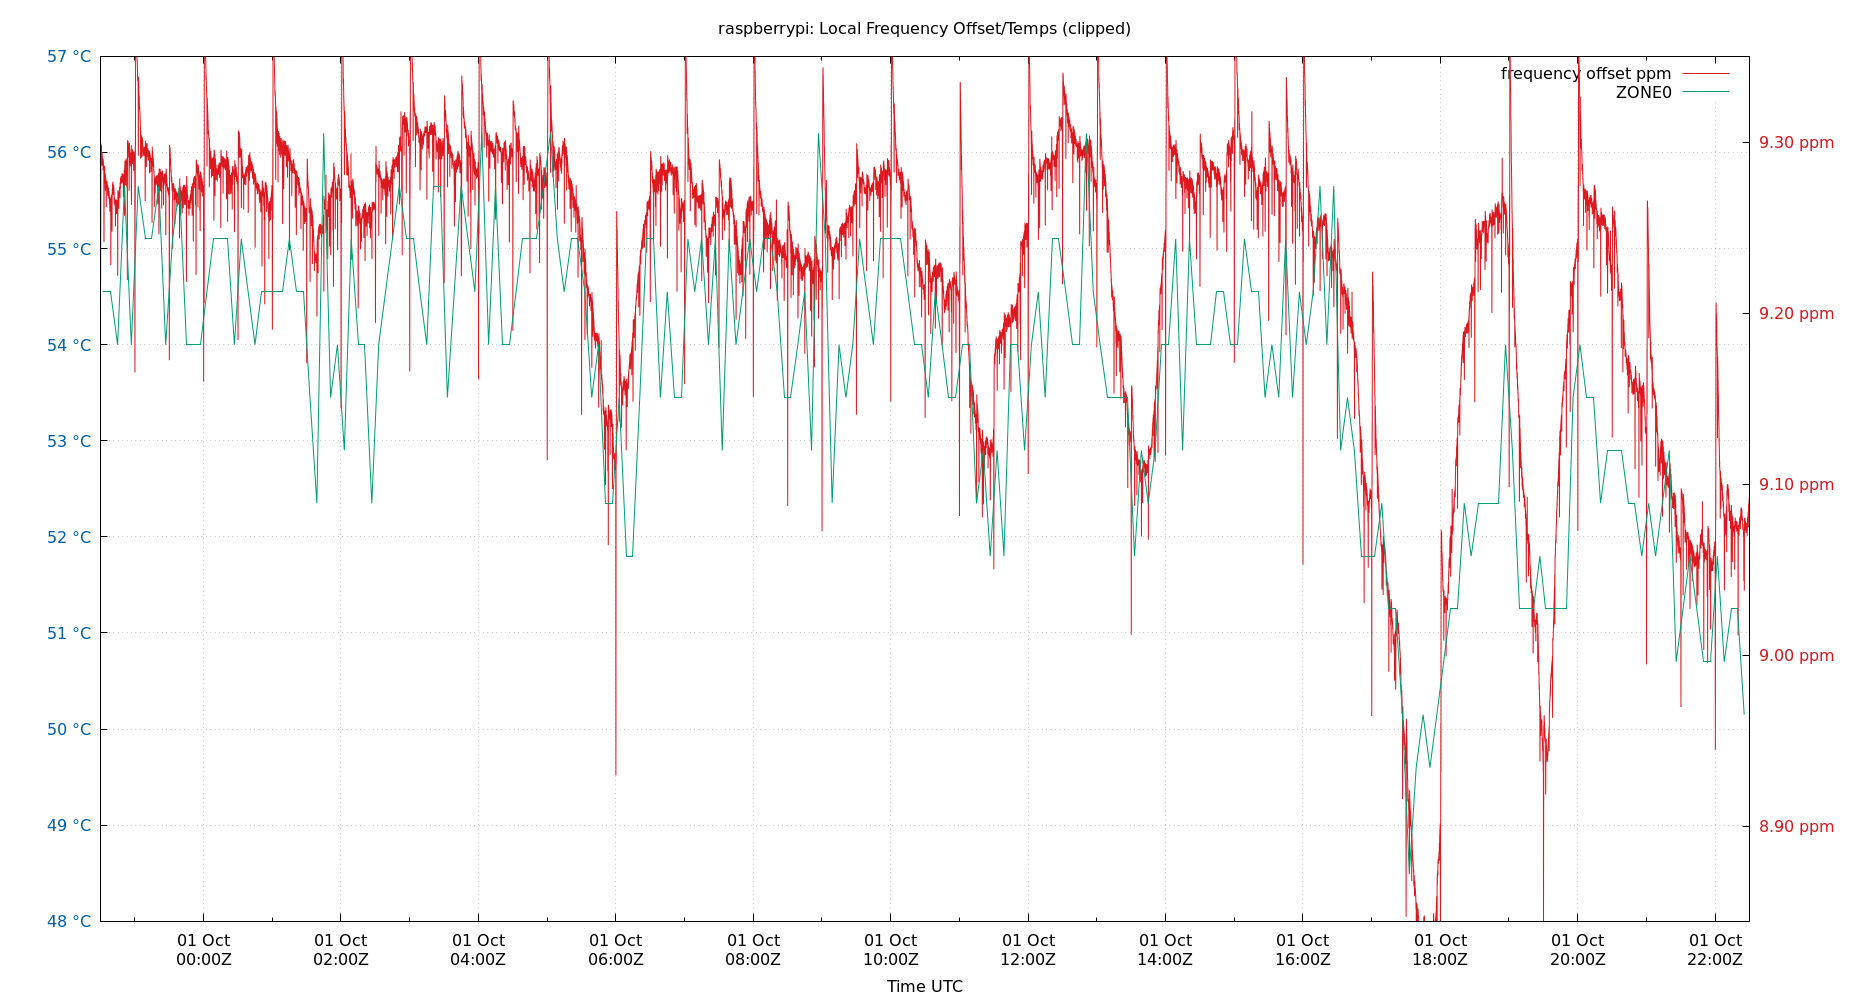 raspberrypi: Local Frequency Offset/Temps (clipped)
57 °C
56 °C
55 °C
54 °C
53 °C
52 °C
51 °C
50 °C
49 °C
48 °C
frequency offset ppm
ZONE0
9.30 ppm
9.20 ppm
9.10 ppm
9.00 ppm
8.90 ppm
01 Oct
00:00Z
01 Oct
02:00Z
01 Oct
04:00Z
01 Oct
06:00Z
01 Oct
08:00Z
01 Oct
10:00Z
01 Oct
12:00Z
01 Oct
14:00Z
01 Oct
16:00Z
01 Oct
18:00Z
01 Oct
20:00Z
01 Oct
22:00Z
Time UTC